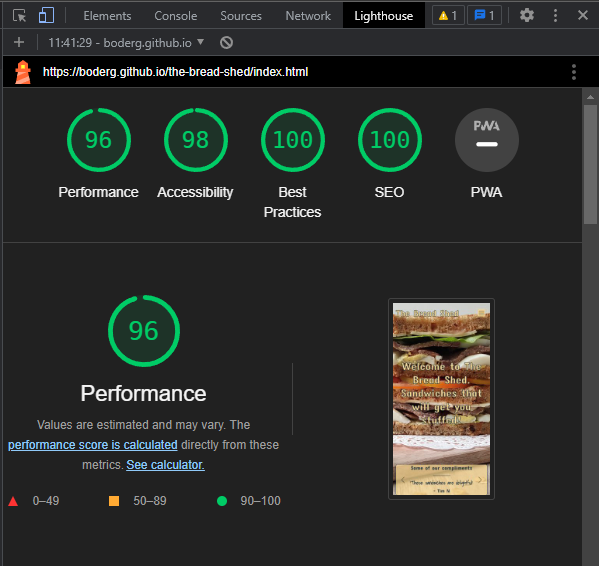 Elements Console Sources Network Lighthouse 1 1
11:41:29 - boderg.github.io
https://boderg.github.io/the-bread-shed/index.html
96 98 100 100 PWA
Performance Accessibility Best Practices SEO PWA
96
Performance
Values are estimated and may vary. The
performance score is calculated directly from these
metrics. See calculator.
0–49 50–89 90–100
The Bread Shed
Welcome to The
Bread Shed,
Sandwiches that
will get you
stuffed!
Some of our compliments
"These sandwiches are delightful"